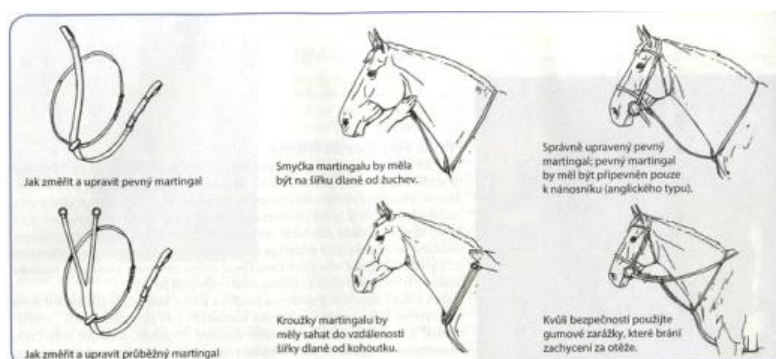 Jak změřit a upravit pevný martingal
Smyčka martingalu by měla
být na šířku dlaně od žuchev.
Správně upravený pevný
martingal; pevný martingal
by měl být připevněn pouze
k nánosníku (anglického typu).
Jak změřit a upravit průběžný martingal
Kroužky martingalu by
měly sahat do vzdálenosti
šířky dlaně od kohoutku.
Kvůli bezpečnosti použijte
gumové zarážky, které brání
zachycení za otěže.